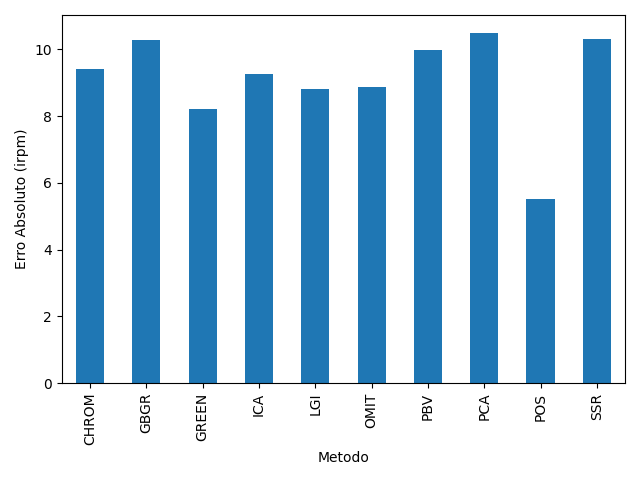 Erro Absoluto (irpm)
10
8
6
4
2
0
CHROM
GBGR
GREEN
ICA
LGI
OMIT
PBV
PCA
POS
SSR
Metodo